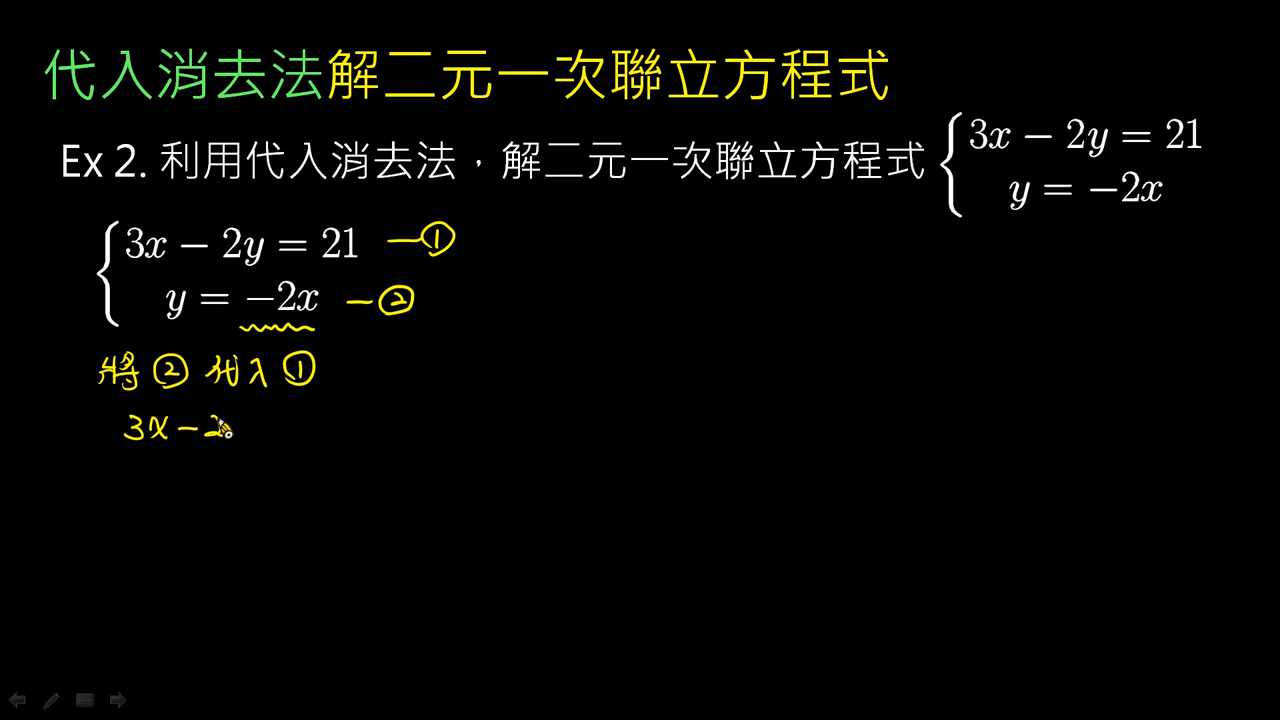 代入消去法解二元一次聯立方程式
Ex 2. 利用代入消去法，解二元一次聯立方程式 { 3x − 2y = 21
y = −2x
{ 3x − 2y = 21 —①
y = −2x —②
將 ② 代入 ①
3x − 2